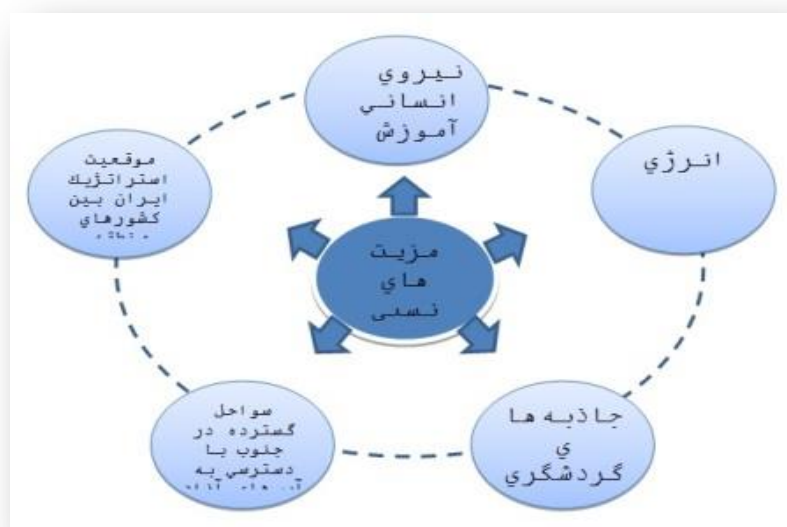 نيروي
انساني
آموزش
انرژي
موقعيت
استراتژيك
ايران بين
كشورهاي
مزيت
هاي
نسبی
سواحل
گسترده در
جنوب با
دسترسي به
جاذبه ها
ي
گردشگري